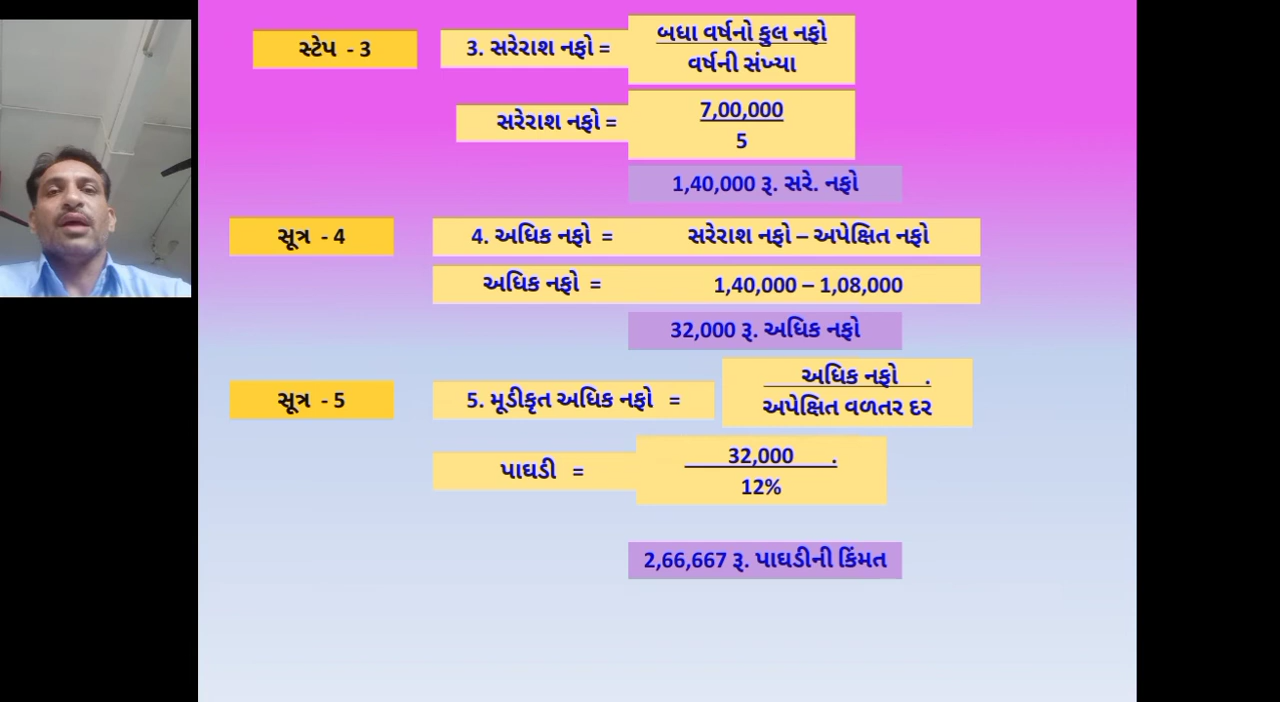 સ્ટેપ - 3
3. સરેરાશ નફો =
બધા વર્ષનો કુલ નફો
વર્ષની સંખ્યા
સરેરાશ નફો =
7,00,000
5
1,40,000 રૂ. સરે. નફો
સૂત્ર - 4
4. અધિક નફો = સરેરાશ નફો – અપેક્ષિત નફો
અધિક નફો = 1,40,000 – 1,08,000
32,000 રૂ. અધિક નફો
સૂત્ર - 5
5. મૂડીકૃત અધિક નફો =
અધિક નફો .
અપેક્ષિત વળતર દર
પાઘડી =
32,000 .
12%
2,66,667 રૂ. પાઘડીની કિંમત